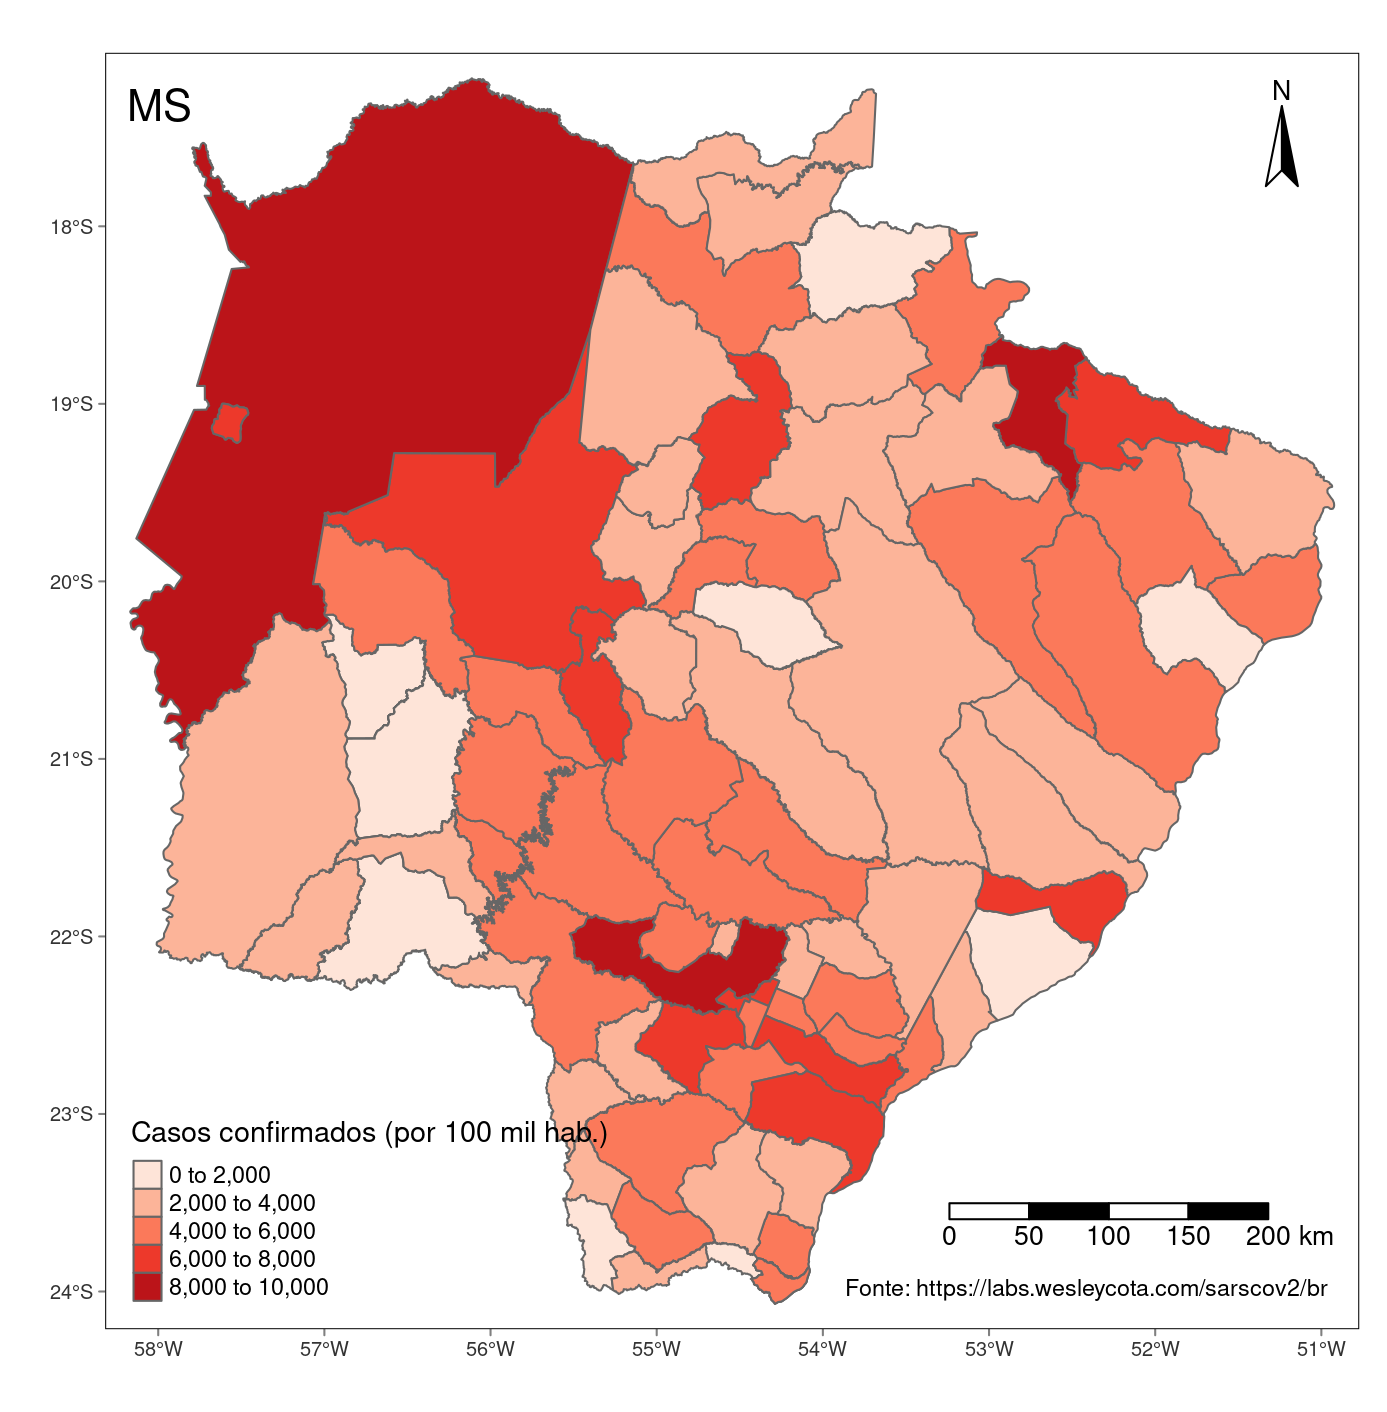 MS
N
18°S
19°S
20°S
21°S
22°S
23°S
24°S
Casos confirmados (por 100 mil hab.)
0 to 2,000
2,000 to 4,000
4,000 to 6,000
6,000 to 8,000
8,000 to 10,000
0 50 100 150 200 km
Fonte: https://labs.wesleycota.com/sarscov2/br
58°W 57°W 56°W 55°W 54°W 53°W 52°W 51°W